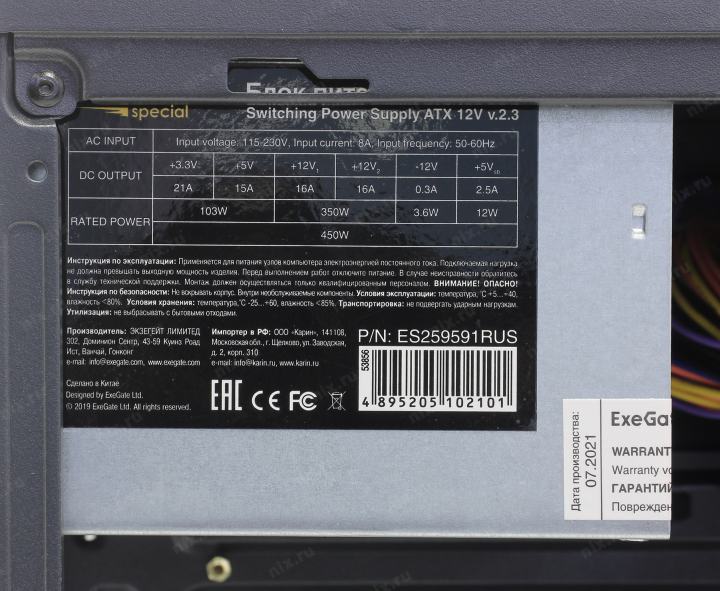 Блок пита
special
Switching Power Supply ATX 12V v.2.3
AC INPUT Input voltage: 115-230V, Input current: 8A, Input frequency: 50-60Hz
DC OUTPUT +3.3V +5V +12V1 +12V2 -12V +5Vsb
21A 15A 16A 16A 0.3A 2.5A
RATED POWER 103W 350W 3.6W 12W
450W
Инструкция по эксплуатации: Применяется для питания узлов компьютера электроэнергией постоянного тока. Подключаемая нагрузка
не должна превышать выходную мощность изделия. Перед выполнением работ отключите питание. В случае неисправности обратитесь
в службу технической поддержки. Монтаж должен осуществляться только квалифицированным персоналом. ВНИМАНИЕ! ОПАСНО!
Инструкция по безопасности: Не вскрывать корпус. Внутри необслуживаемые компоненты. Условия эксплуатации: температура,°C +5...+40,
влажность <80%. Условия хранения: температура,°C -25...+60, влажность <85%. Транспортировка: не подвергать ударным нагрузкам.
Утилизация: не выбрасывать с бытовыми отходами.
Производитель: ЭКЗЕГЕЙТ ЛИМИТЕД
302, Доминион Сентр, 43-59 Куинз Роад
Ист, Ванчай, Гонконг
e-mail: info@exegate.com, www.exegate.com
Импортер в РФ: ООО «Карин», 141108,
Московская обл., г. Щелково, ул. Заводская,
д. 2, корп. 310
e-mail: info@karin.ru, www.karin.ru
P/N: ES259591RUS
53856
4 895205 102101
Сделано в Китае
Designed by ExeGate Ltd.
© 2019 ExeGate Ltd. All rights reserved.
EAC CE FC
Дата производства:
07.2021
ExeGat
WARRANT
Warranty vo
ГАРАНТИЙ
Поврежден
nix.ru